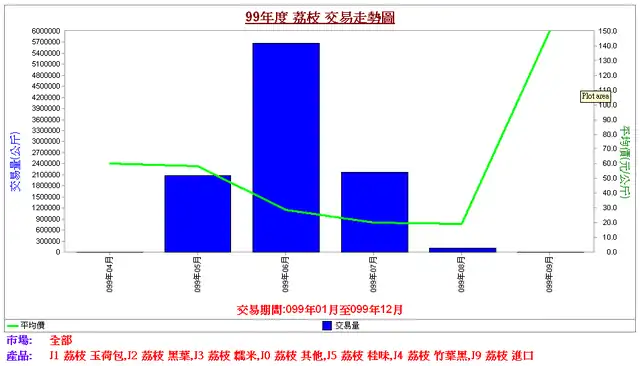 99年度 荔枝 交易走勢圖
6000000
5700000
5400000
5100000
4800000
4500000
4200000
3900000
3600000
3300000
3000000
2700000
2400000
2100000
1800000
1500000
1200000
900000
600000
300000
0
交易量(公斤)
150.0
140.0
130.0
120.0
110.0
100.0
90.0
80.0
70.0
60.0
50.0
40.0
30.0
20.0
10.0
0.0
平均價(元/公斤)
Plot area
099年04月
099年05月
099年06月
099年07月
099年08月
099年09月
交易期間:099年01月至099年12月
平均價
交易量
市場: 全部
產品: J1 荔枝 玉荷包,J2 荔枝 黑葉,J3 荔枝 糯米,J0 荔枝 其他,J5 荔枝 桂味,J4 荔枝 竹葉黑,J9 荔枝 進口